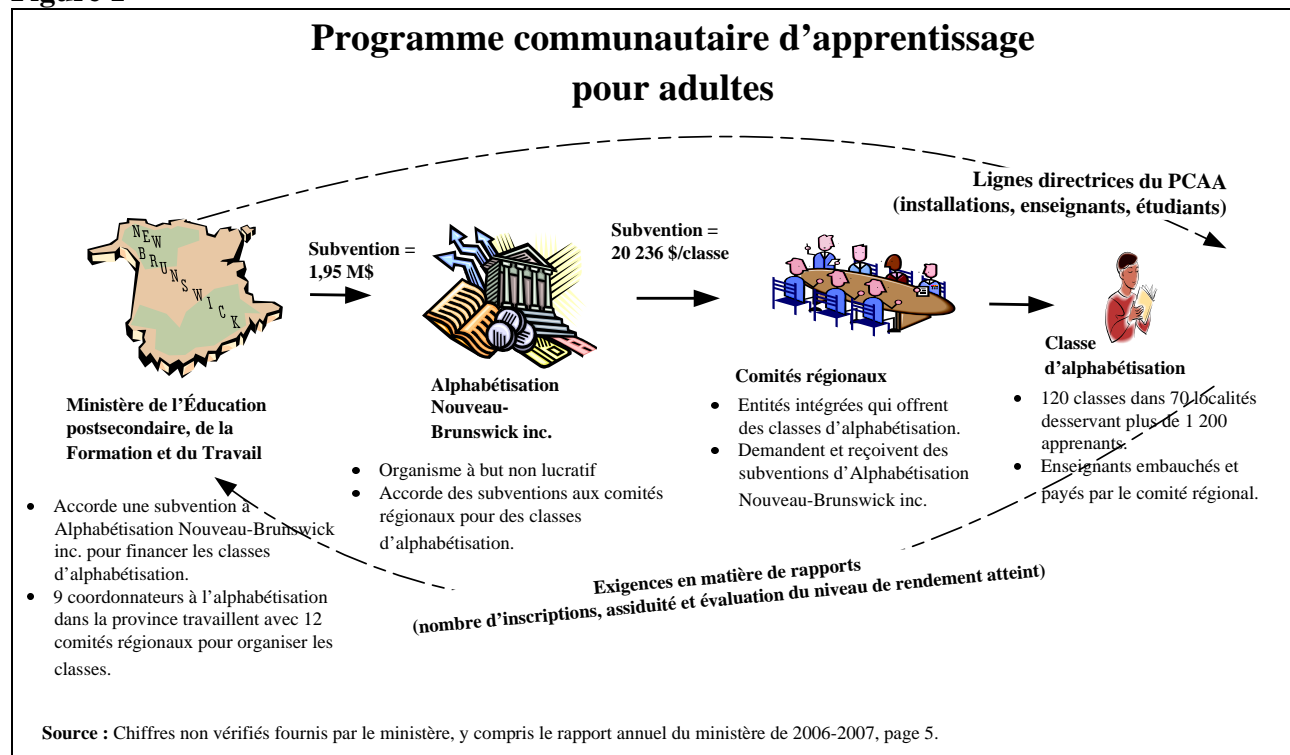 Programme communautaire d'apprentissage
pour adultes
Lignes directrices du PCAA
(installations, enseignants, étudiants)
NEW
BRUNSWICK
Subvention =
1,95 M$
Subvention =
20 236 $/classe
Ministère de l'Éducation
postsecondaire, de la
Formation et du Travail
• Accorde une subvention à
Alphabétisation Nouveau-Brunswick
inc. pour financer les classes
d'alphabétisation.
• 9 coordonnateurs à l'alphabétisation
dans la province travaillent avec 12
comités régionaux pour organiser les
classes.
Alphabétisation
Nouveau-
Brunswick inc.
• Organisme à but non lucratif
• Accorde des subventions aux comités
régionaux pour des classes
d'alphabétisation.
Comités régionaux
• Entités intégrées qui offrent
des classes d'alphabétisation.
• Demandent et reçoivent des
subventions d'Alphabétisation
Nouveau-Brunswick inc.
Classe
d'alphabétisation
• 120 classes dans 70 localités
desservant plus de 1 200
apprenants.
• Enseignants embauchés et
payés par le comité régional.
Exigences en matière de rapports
(nombre d'inscriptions, assiduité et évaluation du niveau de rendement atteint)
Source : Chiffres non vérifiés fournis par le ministère, y compris le rapport annuel du ministère de 2006-2007, page 5.